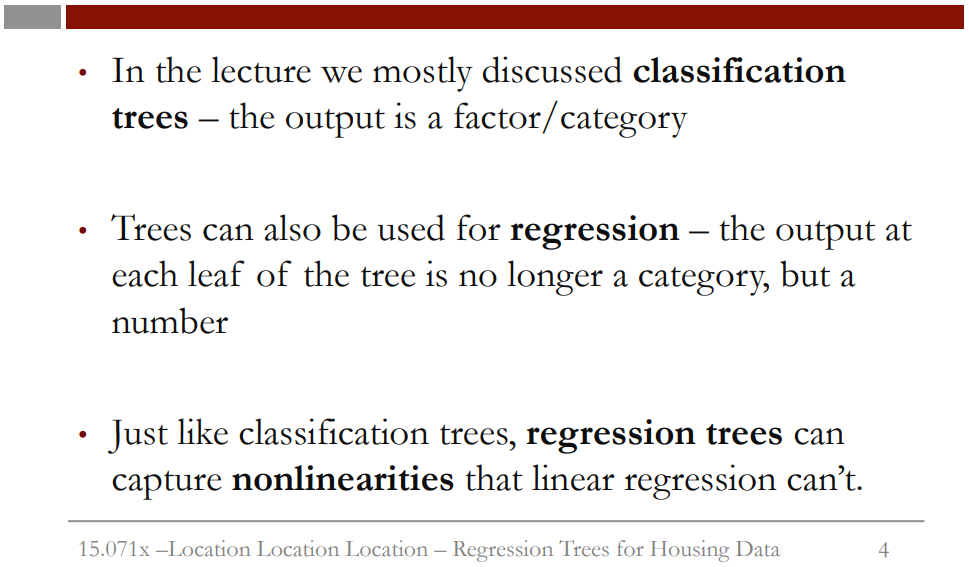 • In the lecture we mostly discussed classification
trees – the output is a factor/category
• Trees can also be used for regression – the output at
each leaf of the tree is no longer a category, but a
number
• Just like classification trees, regression trees can
capture nonlinearities that linear regression can’t.
15.071x –Location Location Location – Regression Trees for Housing Data 4